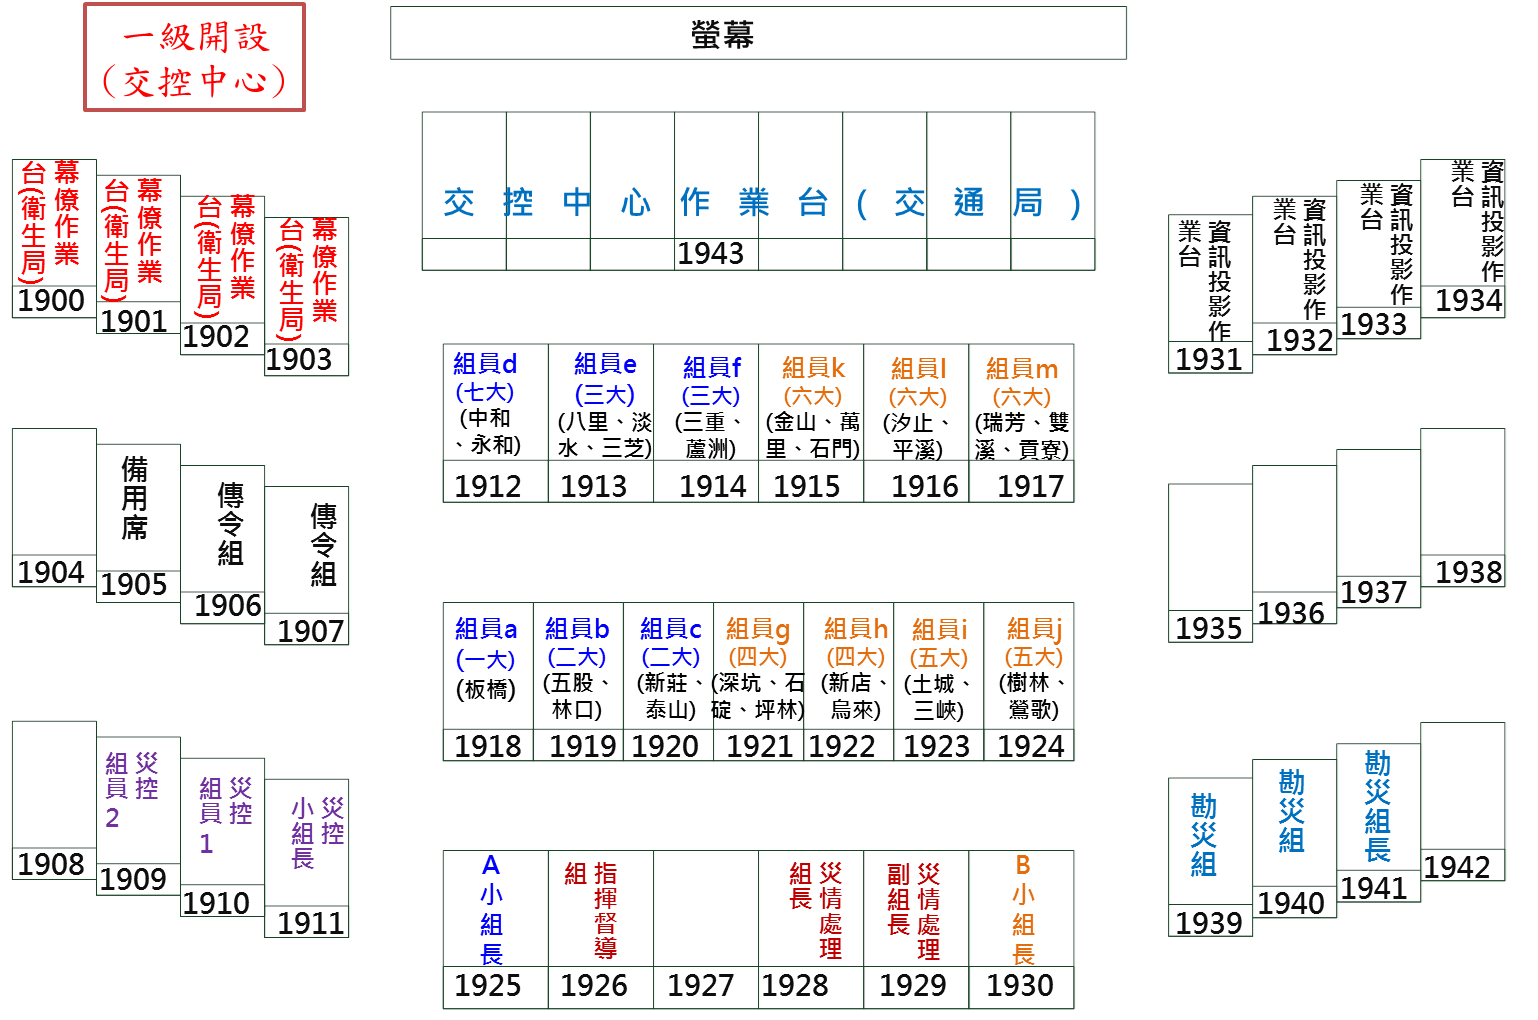 一級開設
（交控中心）
螢幕
交控中心作業台(交通局)
1943
幕僚作業
台(衛生局)
1900
幕僚作業
台(衛生局)
1901
幕僚作業
台(衛生局)
1902
幕僚作業
台(衛生局)
1903
資訊投影作
業台
1931
資訊投影作
業台
1932
資訊投影作
業台
1933
資訊投影作
業台
1934
組員d
(七大)
(中和
、永和)
1912
組員e
(三大)
(八里、淡
水、三芝)
1913
組員f
(三大)
(三重、
蘆洲)
1914
組員k
(六大)
(金山、萬
里、石門)
1915
組員l
(六大)
(汐止、
平溪)
1916
組員m
(六大)
(瑞芳、雙
溪、貢寮)
1917
1904
備用席
1905
傳令組
1906
傳令組
1907
1935
1936
1937
1938
組員a
(一大)
(板橋)
1918
組員b
(二大)
(五股、
林口)
1919
組員c
(二大)
(新莊、
泰山)
1920
組員g
(四大)
(深坑、石
碇、坪林)
1921
組員h
(四大)
(新店、
烏來)
1922
組員i
(五大)
(土城、
三峽)
1923
組員j
(五大)
(樹林、
鶯歌)
1924
1908
災控
組員2
1909
災控
組員1
1910
災控
小組長
1911
A小組長
1925
指揮督導
組
1926
1927
災情處理
組長
1928
災情處理
副組長
1929
B小組長
1930
勘災組
1939
勘災組
1940
勘災組長
1941
1942